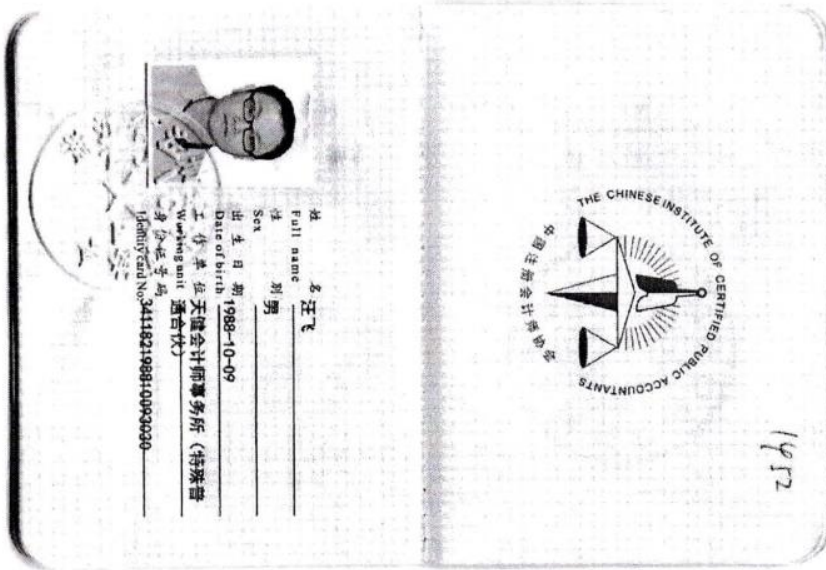 THE CHINESE INSTITUTE OF CERTIFIED PUBLIC ACCOUNTANTS
中国注册会计师协会
1452
姓 名 汪飞
Full name
性 别 男
Sex
出 生 日 期 1988-10-09
Date of birth
工 作 单 位 天健会计师事务所（特殊普
Working unit 通合伙）
身份证号码
Identity card No. 341182198810093030